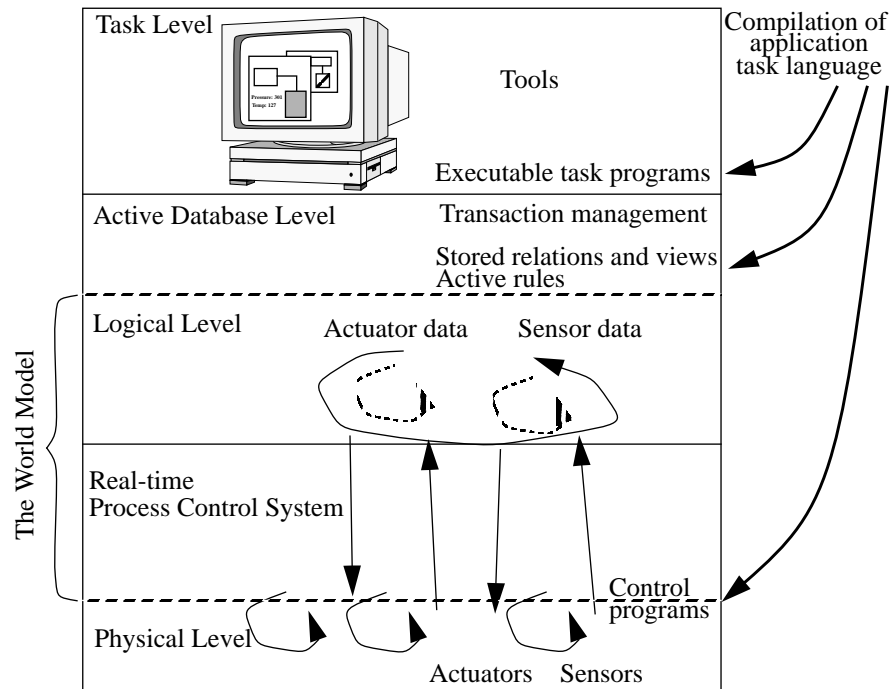 Task Level
Compilation of
application
task language
Pressure: 301
Temp: 127
Tools
Executable task programs
Active Database Level
Transaction management
Stored relations and views
Active rules
The World Model
Logical Level
Actuator data
Sensor data
Real-time
Process Control System
Control
programs
Physical Level
Actuators
Sensors